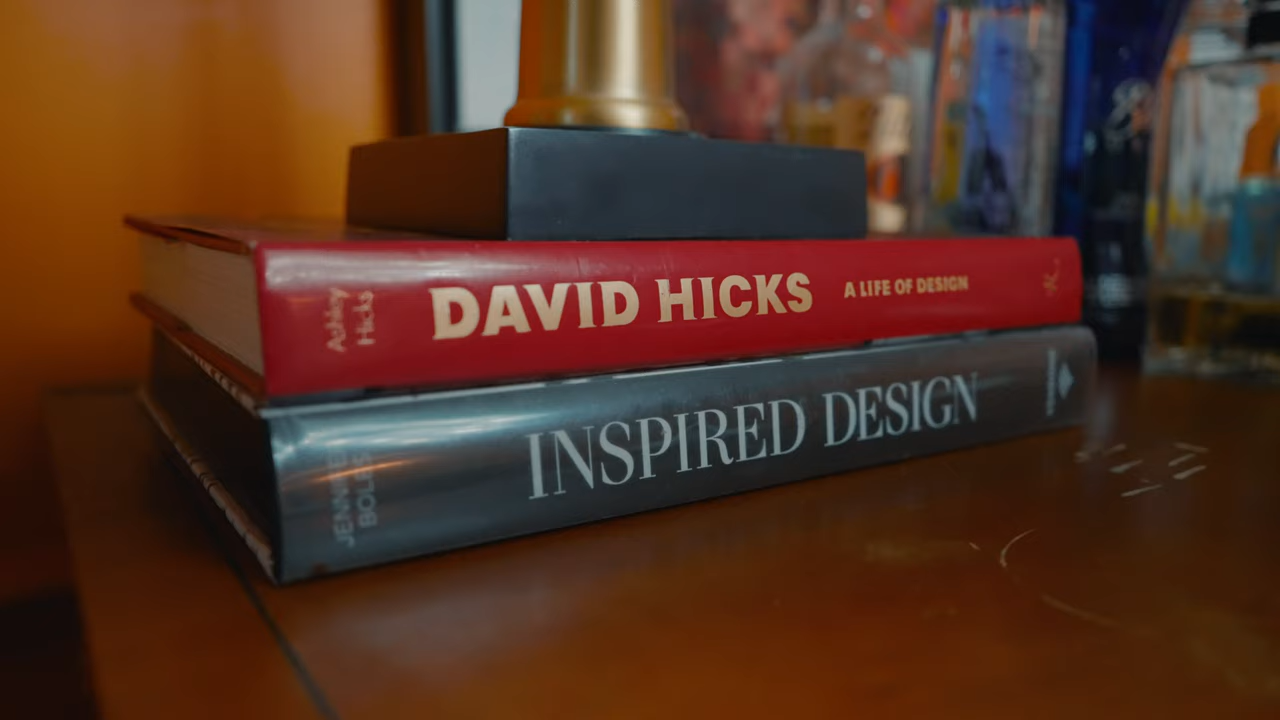 Ashley
Hicks
DAVID HICKS
A LIFE OF DESIGN
JENNIFER
BOLES
INSPIRED DESIGN